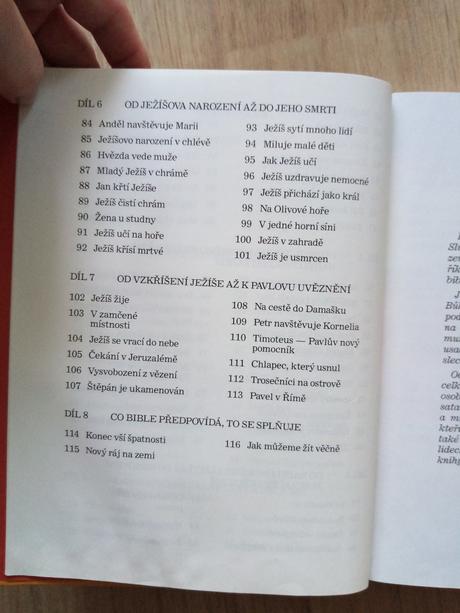 DÍL 6 OD JEŽÍŠOVA NAROZENÍ AŽ DO JEHO SMRTI
84 Anděl navštěvuje Marii
85 Ježíšovo narození v chlévě
86 Hvězda vede muže
87 Mladý Ježíš v chrámě
88 Jan křtí Ježíše
89 Ježíš čistí chrám
90 Žena u studny
91 Ježíš učí na hoře
92 Ježíš křísí mrtvé
93 Ježíš sytí mnoho lidí
94 Miluje malé děti
95 Jak Ježíš učí
96 Ježíš uzdravuje nemocné
97 Ježíš přichází jako král
98 Na Olivové hoře
99 V jedné horní síni
100 Ježíš v zahradě
101 Ježíš je usmrcen
DÍL 7 OD VZKŘÍŠENÍ JEŽÍŠE AŽ K PAVLOVU UVĚZNĚNÍ
102 Ježíš žije
103 V zamčené
místnosti
104 Ježíš se vrací do nebe
105 Čekání v Jeruzalémě
106 Vysvobození z vězení
107 Štěpán je ukamenován
108 Na cestě do Damašku
109 Petr navštěvuje Kornelia
110 Timoteus — Pavlův nový
pomocník
111 Chlapec, který usnul
112 Trosečníci na ostrově
113 Pavel v Římě
DÍL 8 CO BIBLE PŘEDPOVÍDÁ, TO SE SPLŇUJE
114 Konec vší špatnosti
115 Nový ráj na zemi
116 Jak můžeme žít věčně